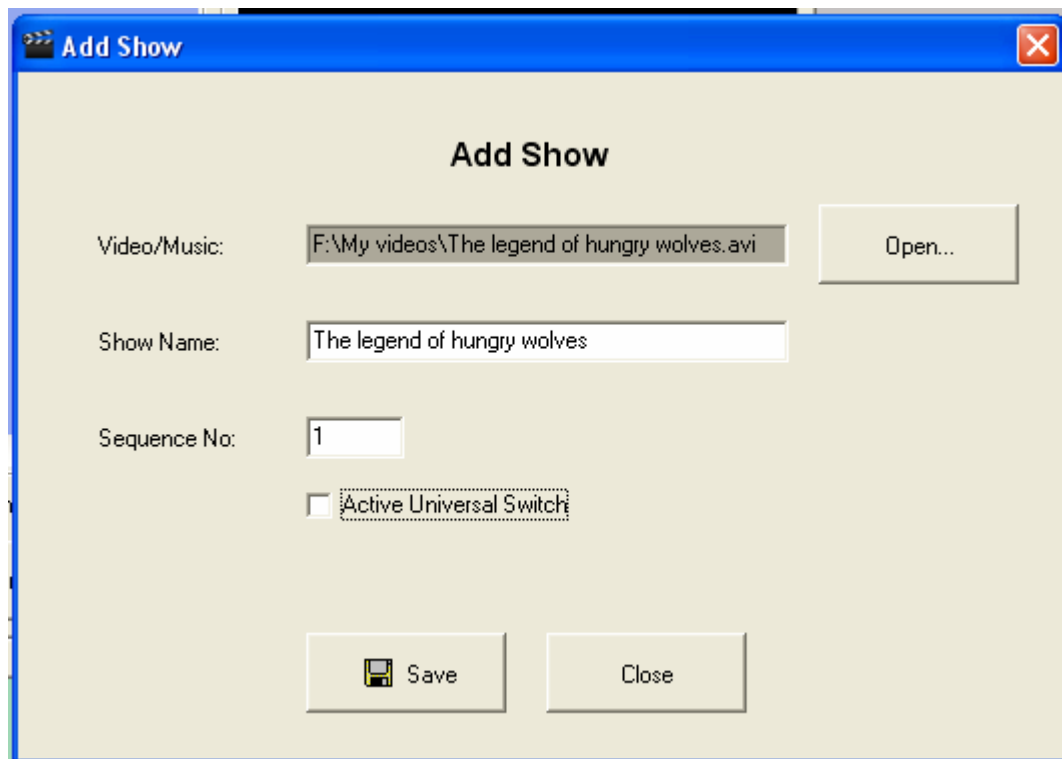 Add Show
Add Show
Video/Music: F:\My videos\The legend of hungry wolves.avi Open...
Show Name: The legend of hungry wolves
Sequence No: 1
Active Universal Switch
Save Close